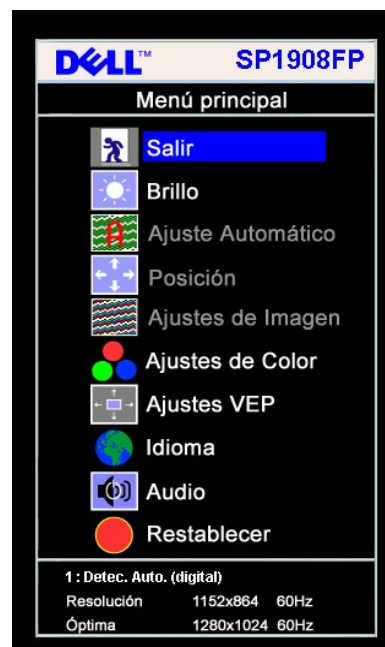 DELL™ SP1908FP
Menú principal
Salir
Brillo
Ajuste Automático
Posición
Ajustes de Imagen
Ajustes de Color
Ajustes VEP
Idioma
Audio
Restablecer
1 : Detec. Auto. (digital)
Resolución 1152x864 60Hz
Óptima 1280x1024 60Hz